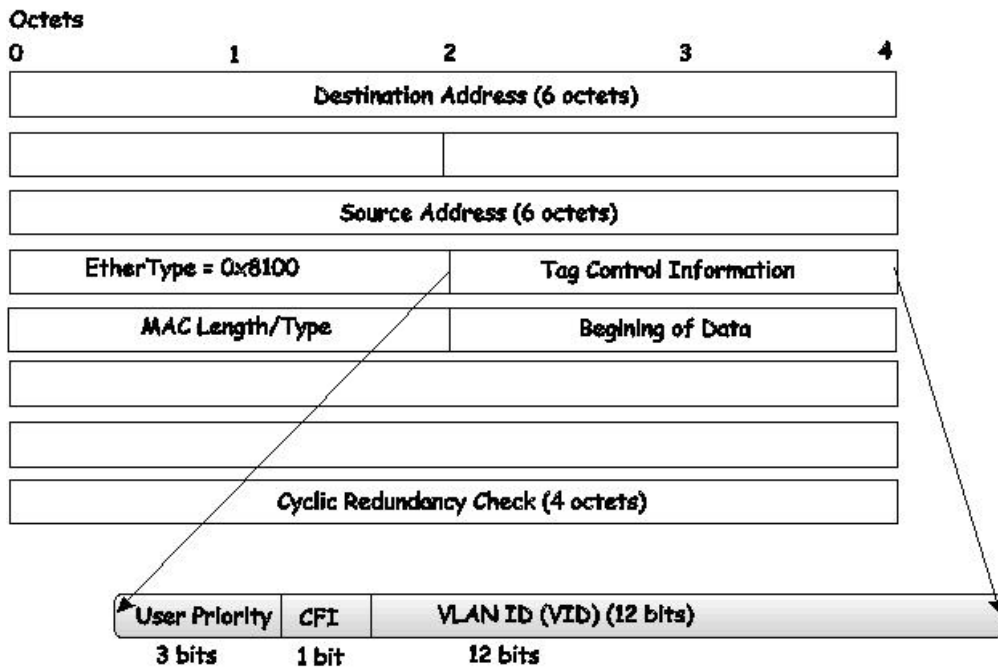 Octets
0 1 2 3 4
Destination Address (6 octets)
Source Address (6 octets)
EtherType = 0x8100 Tag Control Information
MAC Length/Type Begining of Data
Cyclic Redundancy Check (4 octets)
User Priority CFI VLAN ID (VID) (12 bits)
3 bits 1 bit 12 bits